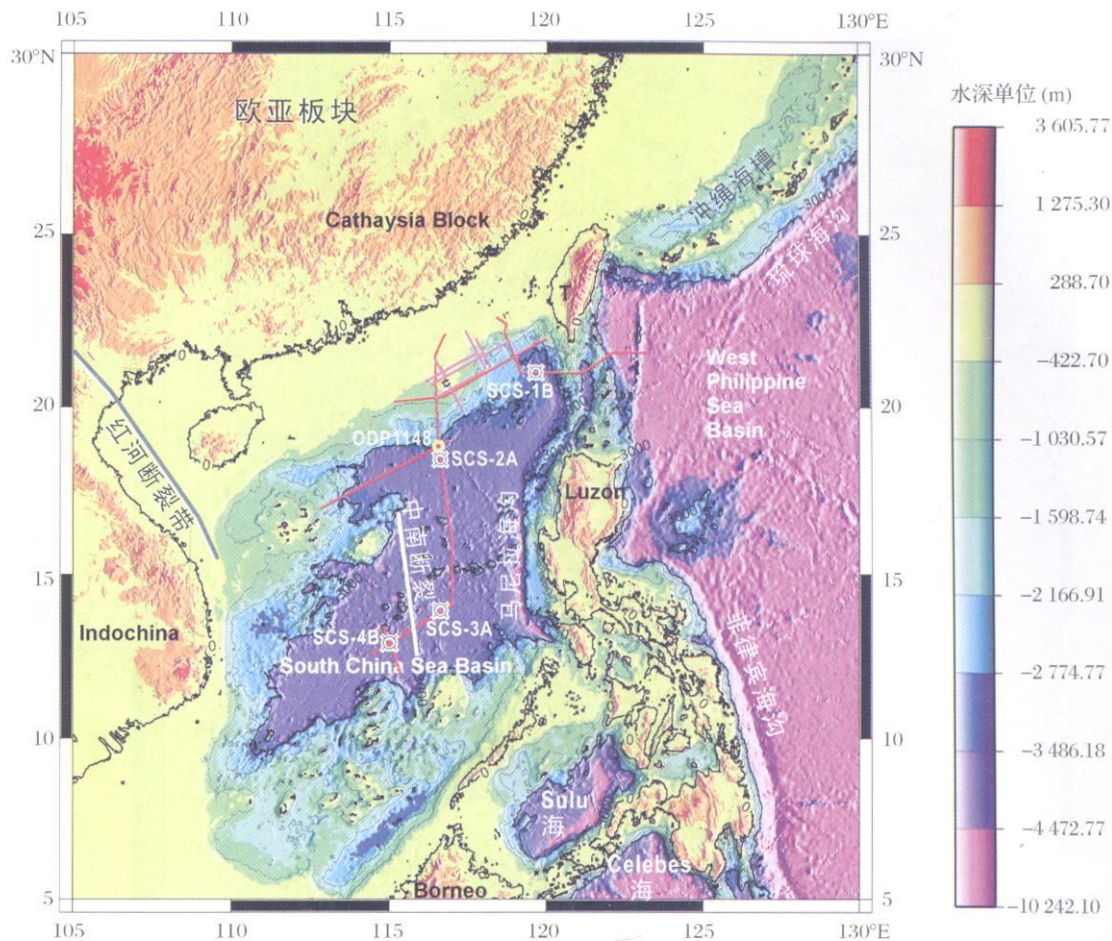 105 110 115 120 125 130°E
30°N 30°N
水深单位 (m)
欧亚板块
3 605.77
冲绳海槽
3000
1 275.30
Cathaysia Block
25 25
琉球海沟
288.70
T
-422.70
West
Philippine
Sea
Basin
SCS-1B
20 20
-1 030.57
红河断裂带
ODP1148
SCS-2A
Luzon
-1 598.74
中南断裂
马尼拉海沟
15 15
-2 166.91
Indochina
SCS-3A
SCS-4B
South China Sea Basin
菲律宾海沟
-2 774.77
10 10
-3 486.18
Sulu
海
-4 472.77
Celebes
海
Borneo
5 5
-10 242.10
105 110 115 120 125 130°E